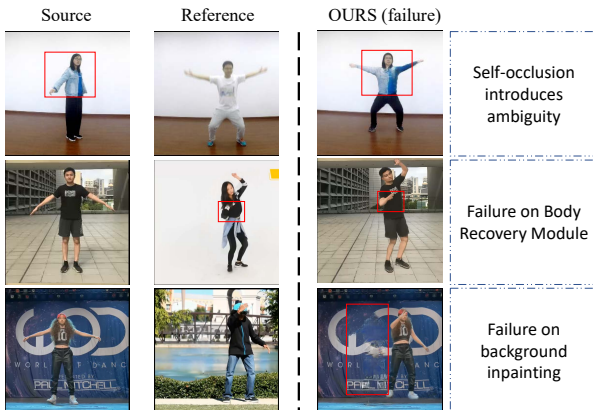 Source
Reference
OURS (failure)
Self-occlusion
introduces
ambiguity
Failure on Body
Recovery Module
Failure on
background
inpainting
WORLD OF DANCE
PAUL MITCHELL
10